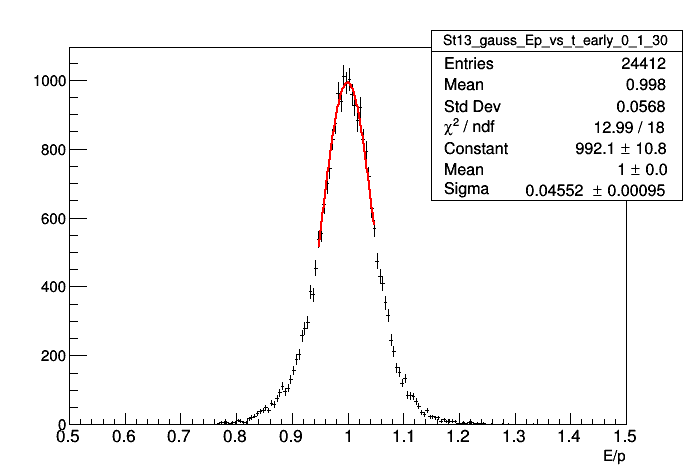 St13_gauss_Ep_vs_t_early_0_1_30
Entries 24412
Mean 0.998
Std Dev 0.0568
χ² / ndf 12.99 / 18
Constant 992.1 ± 10.8
Mean 1 ± 0.0
Sigma 0.04552 ± 0.00095
1000
800
600
400
200
0
0.5 0.6 0.7 0.8 0.9 1 1.1 1.2 1.3 1.4 1.5
E/p